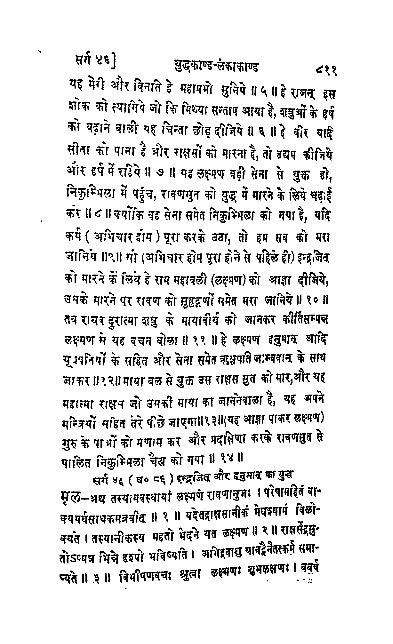 सर्ग ४६] युद्धकाण्ड-लंकाकाण्ड ८११
यह मेरी और विनति हे महाप्रभो सुनिये ॥ ५ ॥ हे राजन् इस
शोक को त्यागिये जो कि मिथ्या सन्ताप आया है, शत्रुओं के हर्ष
को बढ़ाने वाली यह चिन्ता छोड़ दीजिये ॥ ६ ॥ हे वीर यदि
सीता को पाना है और राक्षसों को मारना है, तो उद्यम कीजिये
और हर्ष में रहिये ॥ ७ ॥ यह लक्ष्मण बड़ी सेना से युक्त हो,
निकुम्भिला में पहुंच, रावणसुत को युद्ध में मारने के लिये चढ़ाई
करे ॥ ८ ॥ क्योंकि वह सेना समेत निकुम्भिला को गया है, यदि
कर्म ( अभिचार होम ) पूरा करके उठा, तो हम सब को मरा
जानिये ॥९॥ सो (अभिचार होम पूरा होने से पहिले ही) इन्द्रजित्
को मारने के लिये हे राम महाबली (लक्ष्मण) को आज्ञा दीजिये,
उसके मारने पर रावण को सुहृद्गणों समेत मरा जानिये ॥ १० ॥
तब राघव दुरात्मा शत्रु के मायावीर्य को जानकर कीर्तिसम्पन्न
लक्ष्मण से यह वचन बोला ॥ ११ ॥ हे लक्ष्मण हनुमान् आदि
यूथपतियों के सहित और सेना समेत ऋक्षपति जाम्बवान् के साथ
जाकर ॥१२॥ माया बल से युक्त उस राक्षस सुत को मार, और यह
महात्मा राक्षस जो उसकी माया का जाननेवाला है, यह अपने
मन्त्रियों सहित तेरे पीछे जाएगा॥१३॥(यह आज्ञा पाकर लक्ष्मण)
गुरु के पाओं को प्रणाम कर और प्रदक्षिणा करके रावणसुत से
पालित निकुम्भिला चैत्य को गया ॥ १४ ॥
सर्ग ४६ ( व० ८६ ) इन्द्रजित् और हनुमान् का युद्ध
मूल—अथ तस्यामवस्थायां लक्ष्मणं रावणानुजः । परेषामहितं वा-
क्यमर्थसाधकमब्रवीत् ॥ १ ॥ यदेतद्राक्षसानीकं मेघश्यामं विलो-
क्यते । तस्यानीकस्य महतो भेदने यत लक्ष्मण ॥ २ ॥ राक्षसेंद्रसु-
तोऽप्यत्र भिन्ने दृश्यो भविष्यति । अभिद्रवाशु यावद्वैनैतत्कर्म समा-
प्यते ॥ ३ ॥ विभीषणवचः श्रुत्वा लक्ष्मणः शुभलक्षणः । ववर्ष